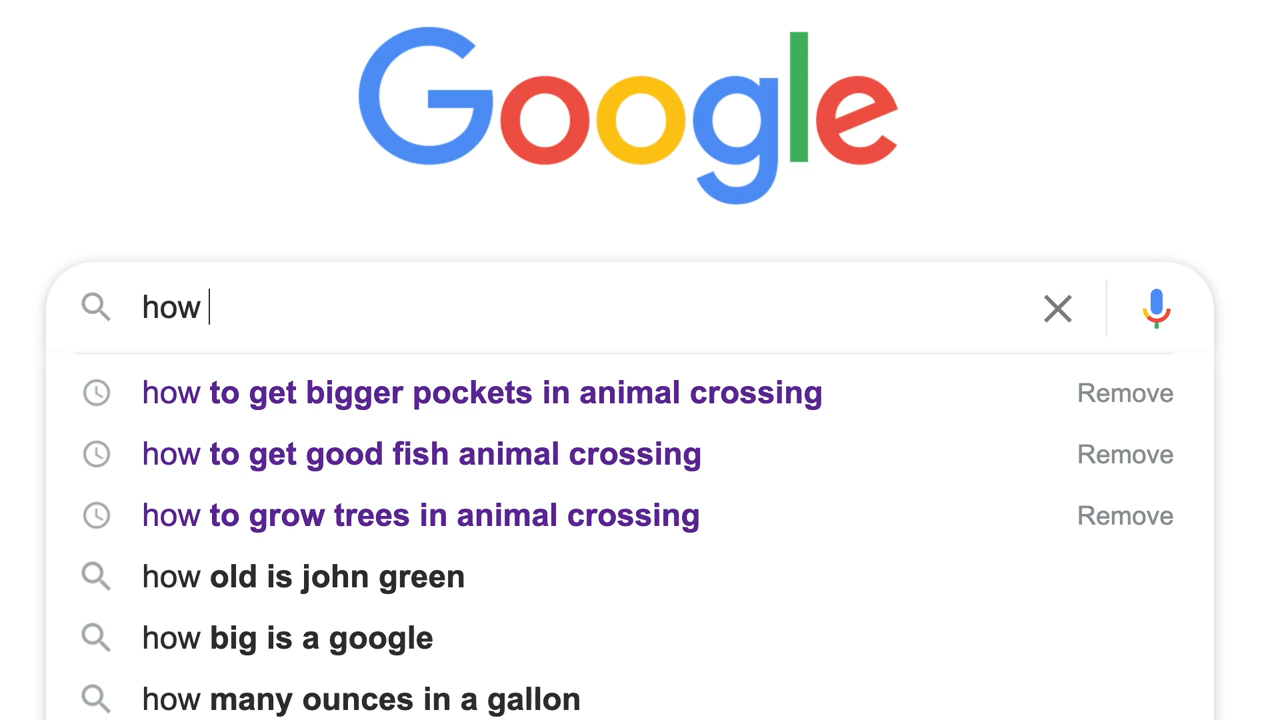 Google
how
how to get bigger pockets in animal crossing Remove
how to get good fish animal crossing Remove
how to grow trees in animal crossing Remove
how old is john green
how big is a google
how many ounces in a gallon